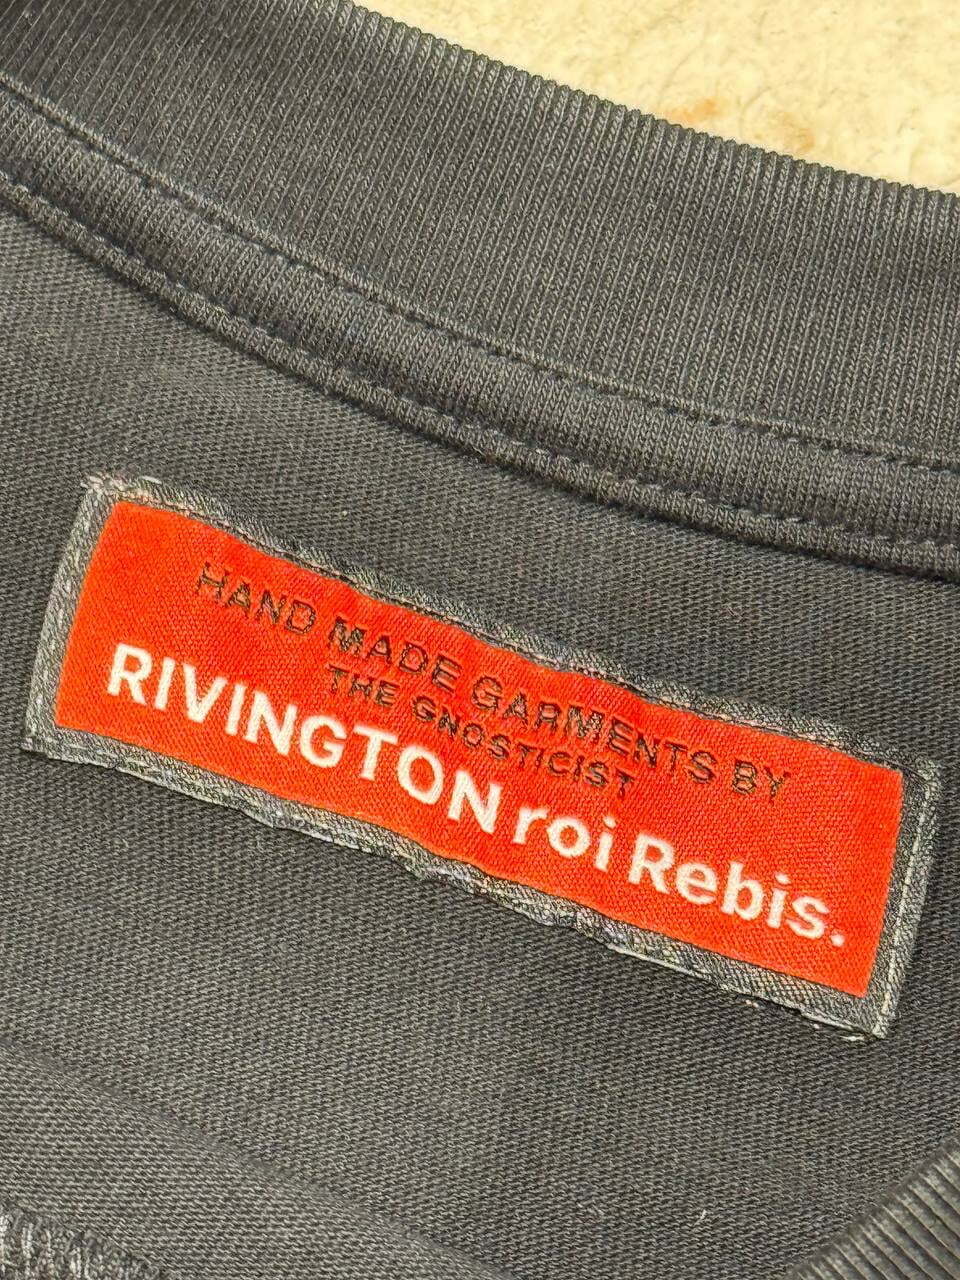 HAND MADE GARMENTS BY
THE GNOSTICIST
RIVINGTON roi Rebis.